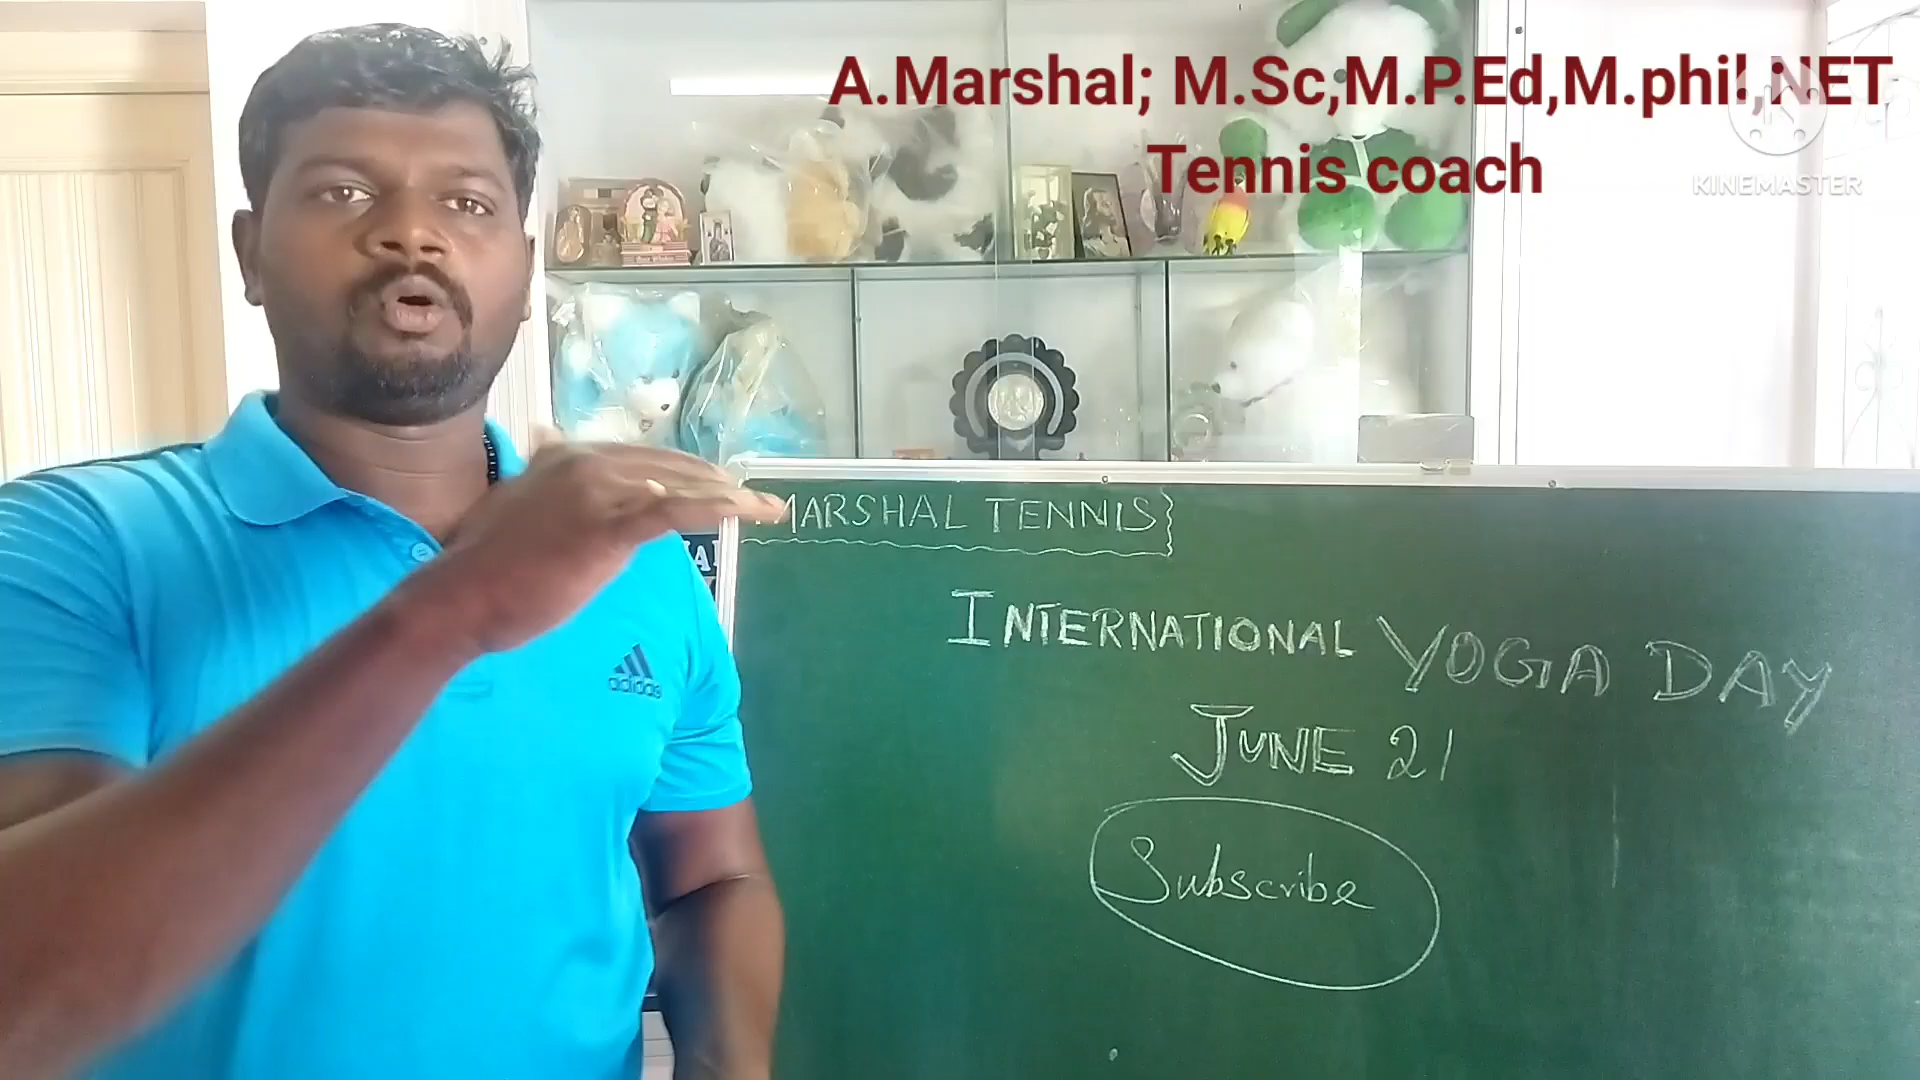 A.Marshal; M.Sc,M.P.Ed,M.phil,NET
Tennis coach
KINEMASTER
MARSHAL TENNIS
INTERNATIONAL YOGA DAY
JUNE 21
Subscribe
adidas